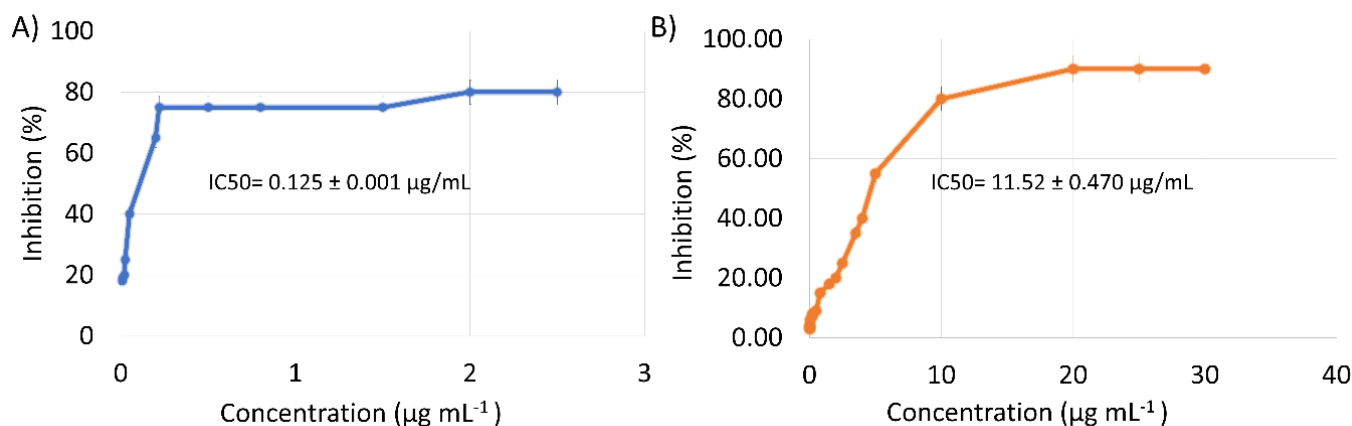 A)
100
80
60
40
20
0
Inhibition (%)
IC50= 0.125 ± 0.001 µg/mL
0 1 2 3
Concentration (µg mL⁻¹ )
B)
100.00
80.00
60.00
40.00
20.00
0.00
Inhibition (%)
IC50= 11.52 ± 0.470 µg/mL
0 10 20 30 40
Concentration (µg mL⁻¹ )